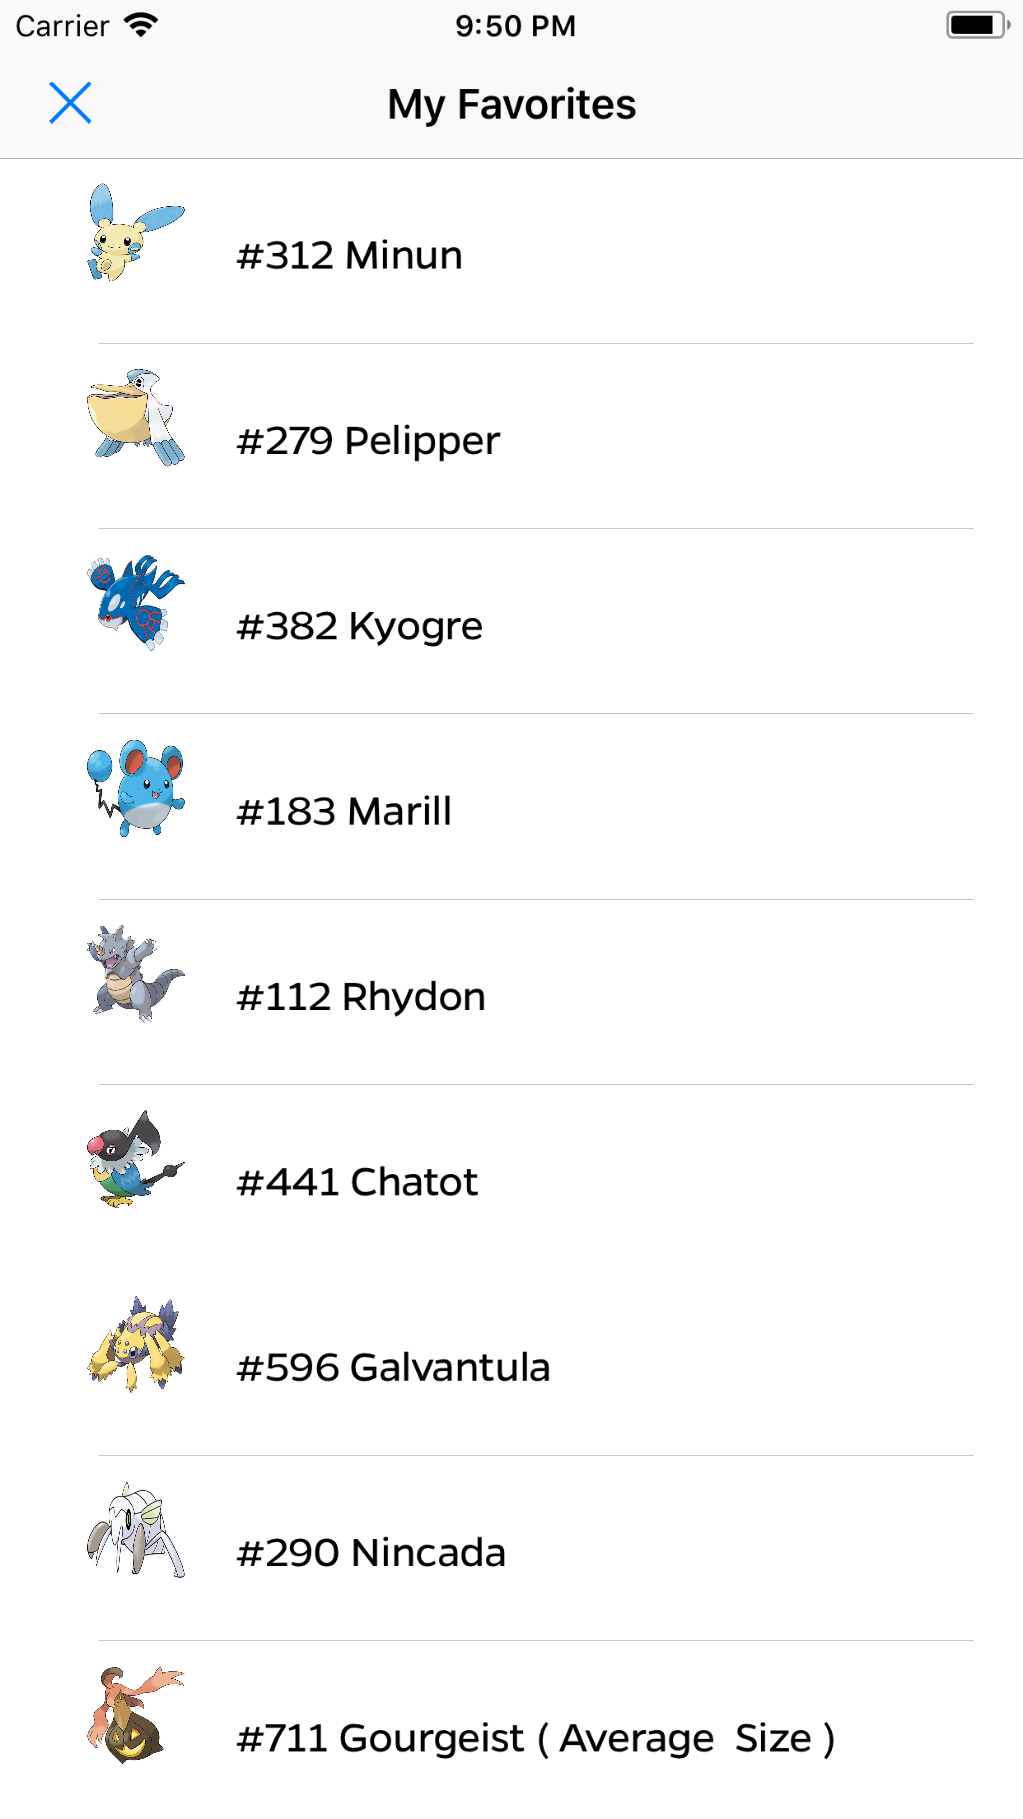 Carrier 9:50 PM
My Favorites
#312 Minun
#279 Pelipper
#382 Kyogre
#183 Marill
#112 Rhydon
#441 Chatot
#596 Galvantula
#290 Nincada
#711 Gourgeist ( Average  Size )